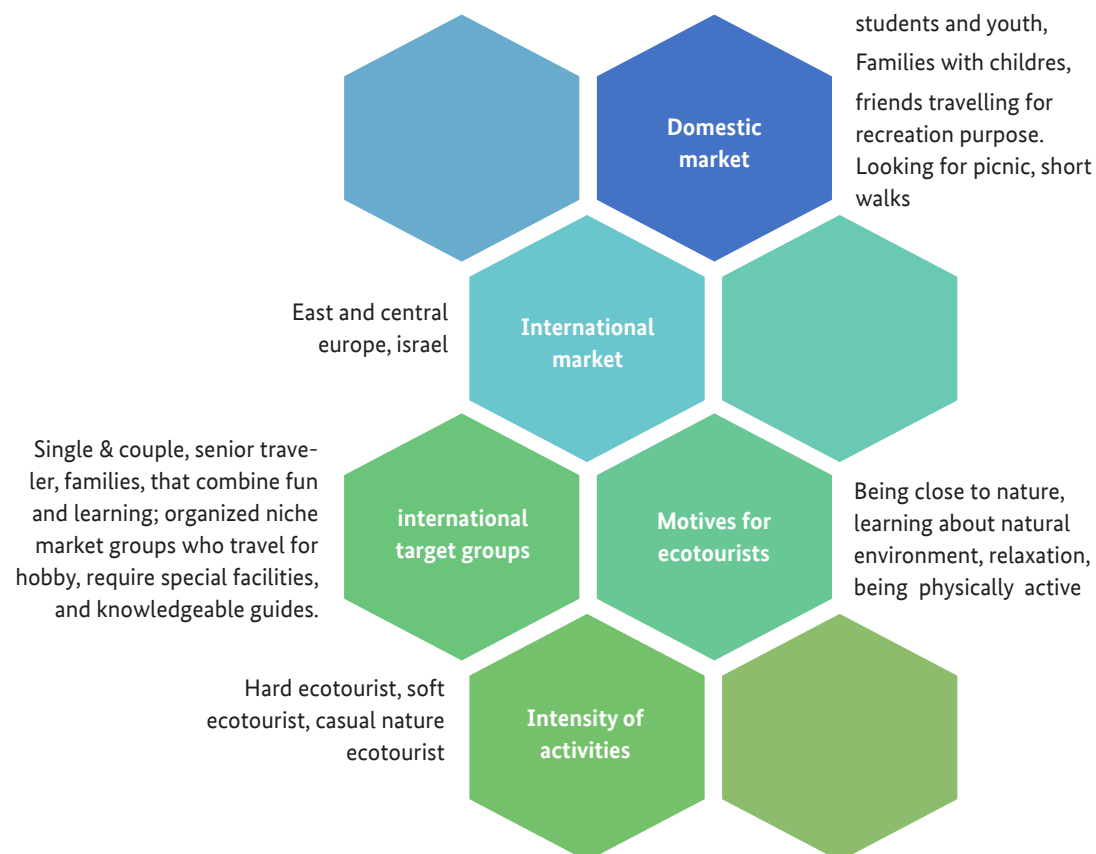 students and youth,
Families with childres,
friends travelling for
recreation purpose.
Looking for picnic, short
walks
Domestic
market
East and central
europe, israel
International
market
Single & couple, senior trave-
ler, families, that combine fun
and learning; organized niche
market groups who travel for
hobby, require special facilities,
and knowledgeable guides.
international
target groups
Motives for
ecotourists
Being close to nature,
learning about natural
environment, relaxation,
being physically active
Hard ecotourist, soft
ecotourist, casual nature
ecotourist
Intensity of
activities